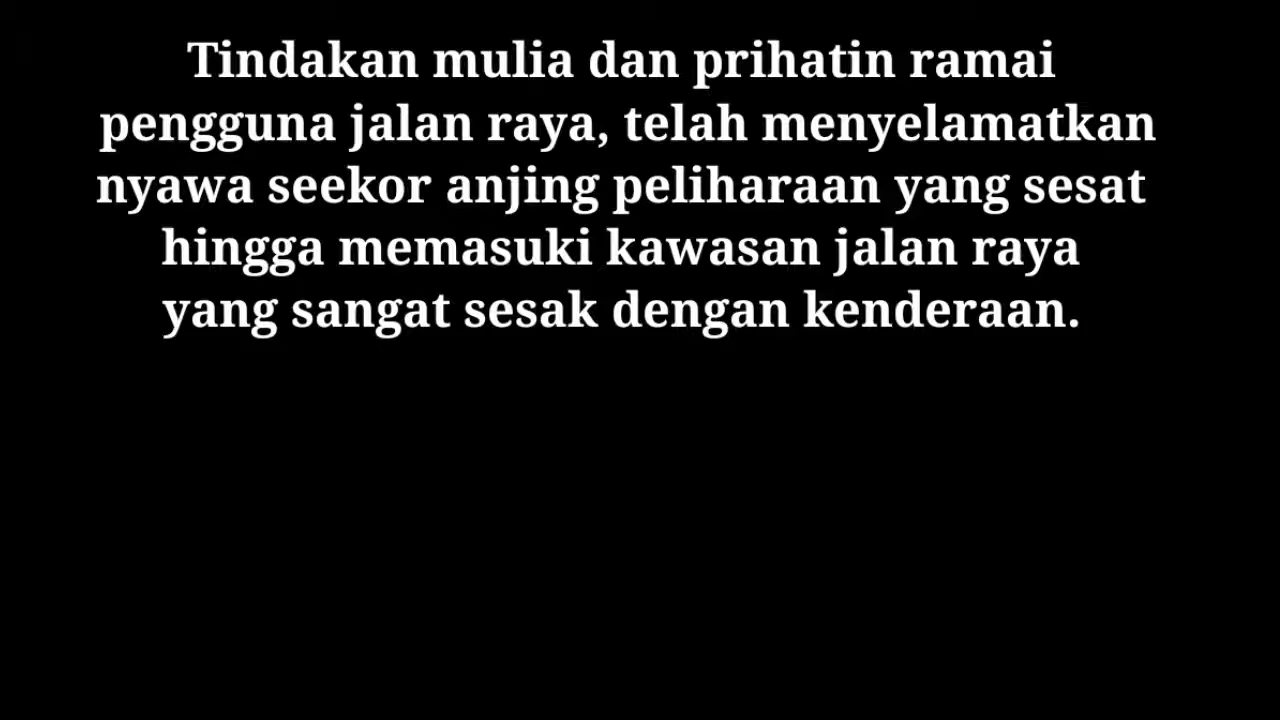 Tindakan mulia dan prihatin ramai
pengguna jalan raya, telah menyelamatkan
nyawa seekor anjing peliharaan yang sesat
hingga memasuki kawasan jalan raya
yang sangat sesak dengan kenderaan.